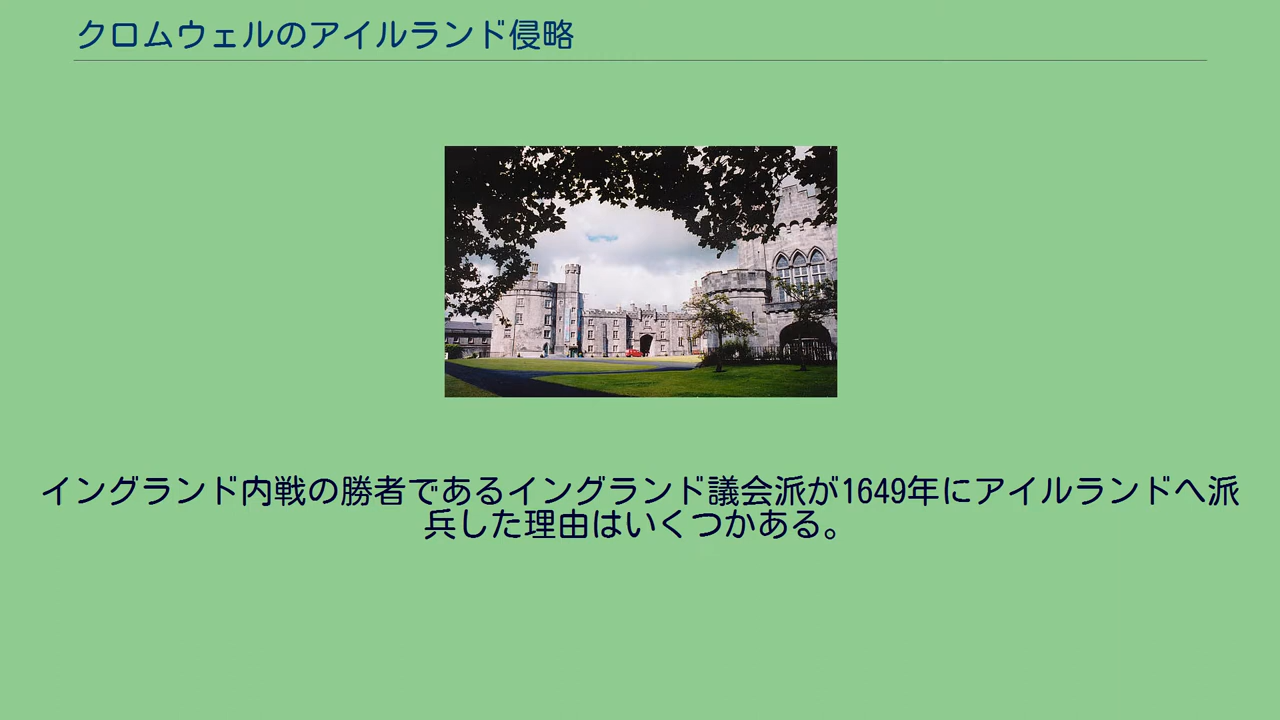 クロムウェルのアイルランド侵略
イングランド内戦の勝者であるイングランド議会派が1649年にアイルランドへ派
兵した理由はいくつかある。